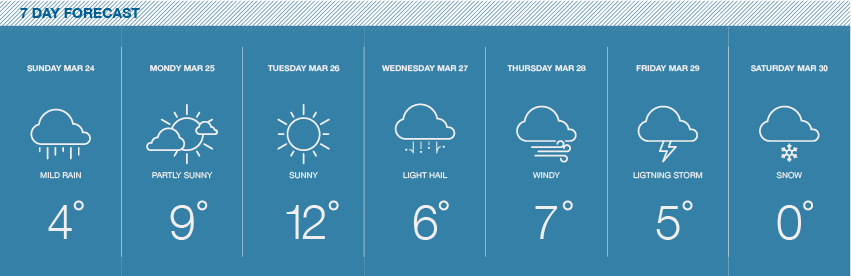 7 DAY FORECAST
SUNDAY MAR 24
MONDY MAR 25
TUESDAY MAR 26
WEDNESDAY MAR 27
THURSDAY MAR 28
FRIDAY MAR 29
SATURDAY MAR 30
MILD RAIN
PARTLY SUNNY
SUNNY
LIGHT HAIL
WINDY
LIGTNING STORM
SNOW
4°
9°
12°
6°
7°
5°
0°